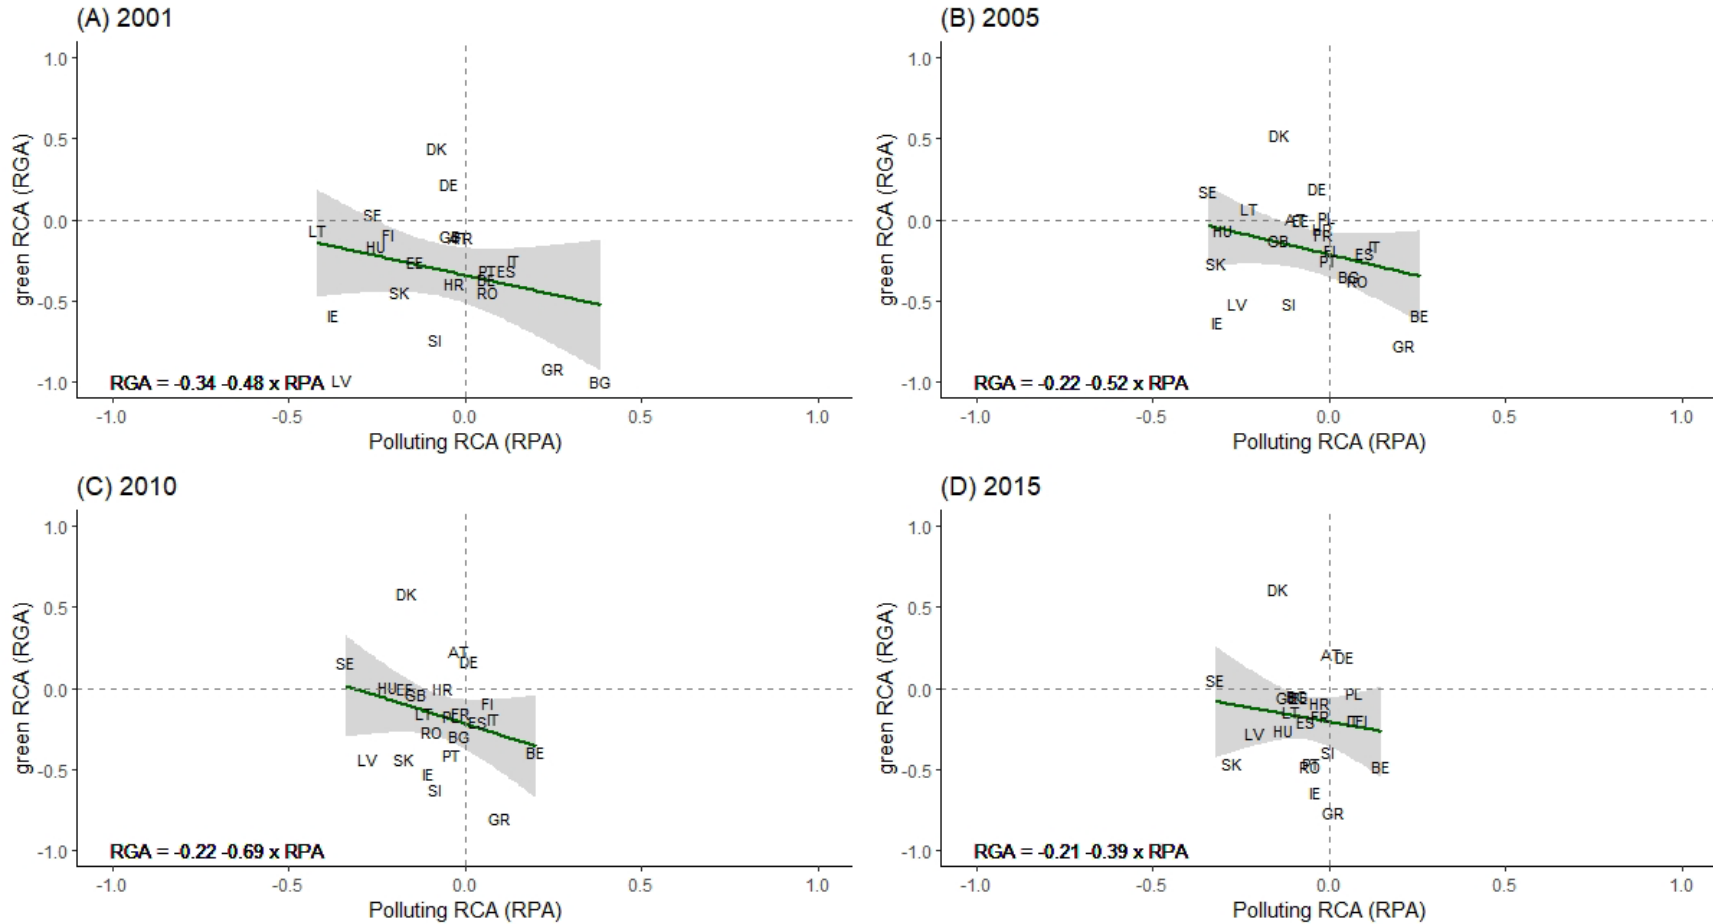 (A) 2001
1.0
0.5
0.0
-0.5
-1.0
green RCA (RGA)
DK
DE
SE
LT
FI
HU
EE
HR
SK
IE
SI
LV
IT
PT ES
RO
GR
BG
RGA = -0.34 -0.48 x RPA
-1.0 -0.5 0.0 0.5 1.0
Polluting RCA (RPA)
(B) 2005
1.0
0.5
0.0
-0.5
-1.0
green RCA (RGA)
DK
DE
SE
LT
PL
HU
GB
FR
IT
ES
SK
PT
BG
RO
LV
SI
IE
BE
GR
RGA = -0.22 -0.52 x RPA
-1.0 -0.5 0.0 0.5 1.0
Polluting RCA (RPA)
(C) 2010
1.0
0.5
0.0
-0.5
-1.0
green RCA (RGA)
DK
AT
DE
SE
HU
EE
GB
HR
FI
LT
FR
IT
ES
RO
BG
PT
BE
LV
SK
IE
SI
GR
RGA = -0.22 -0.69 x RPA
-1.0 -0.5 0.0 0.5 1.0
Polluting RCA (RPA)
(D) 2015
1.0
0.5
0.0
-0.5
-1.0
green RCA (RGA)
DK
AT
DE
SE
PL
HR
LT
FR
ES
IT
FI
LV
HU
SI
SK
PT
RO
BE
IE
GR
RGA = -0.21 -0.39 x RPA
-1.0 -0.5 0.0 0.5 1.0
Polluting RCA (RPA)